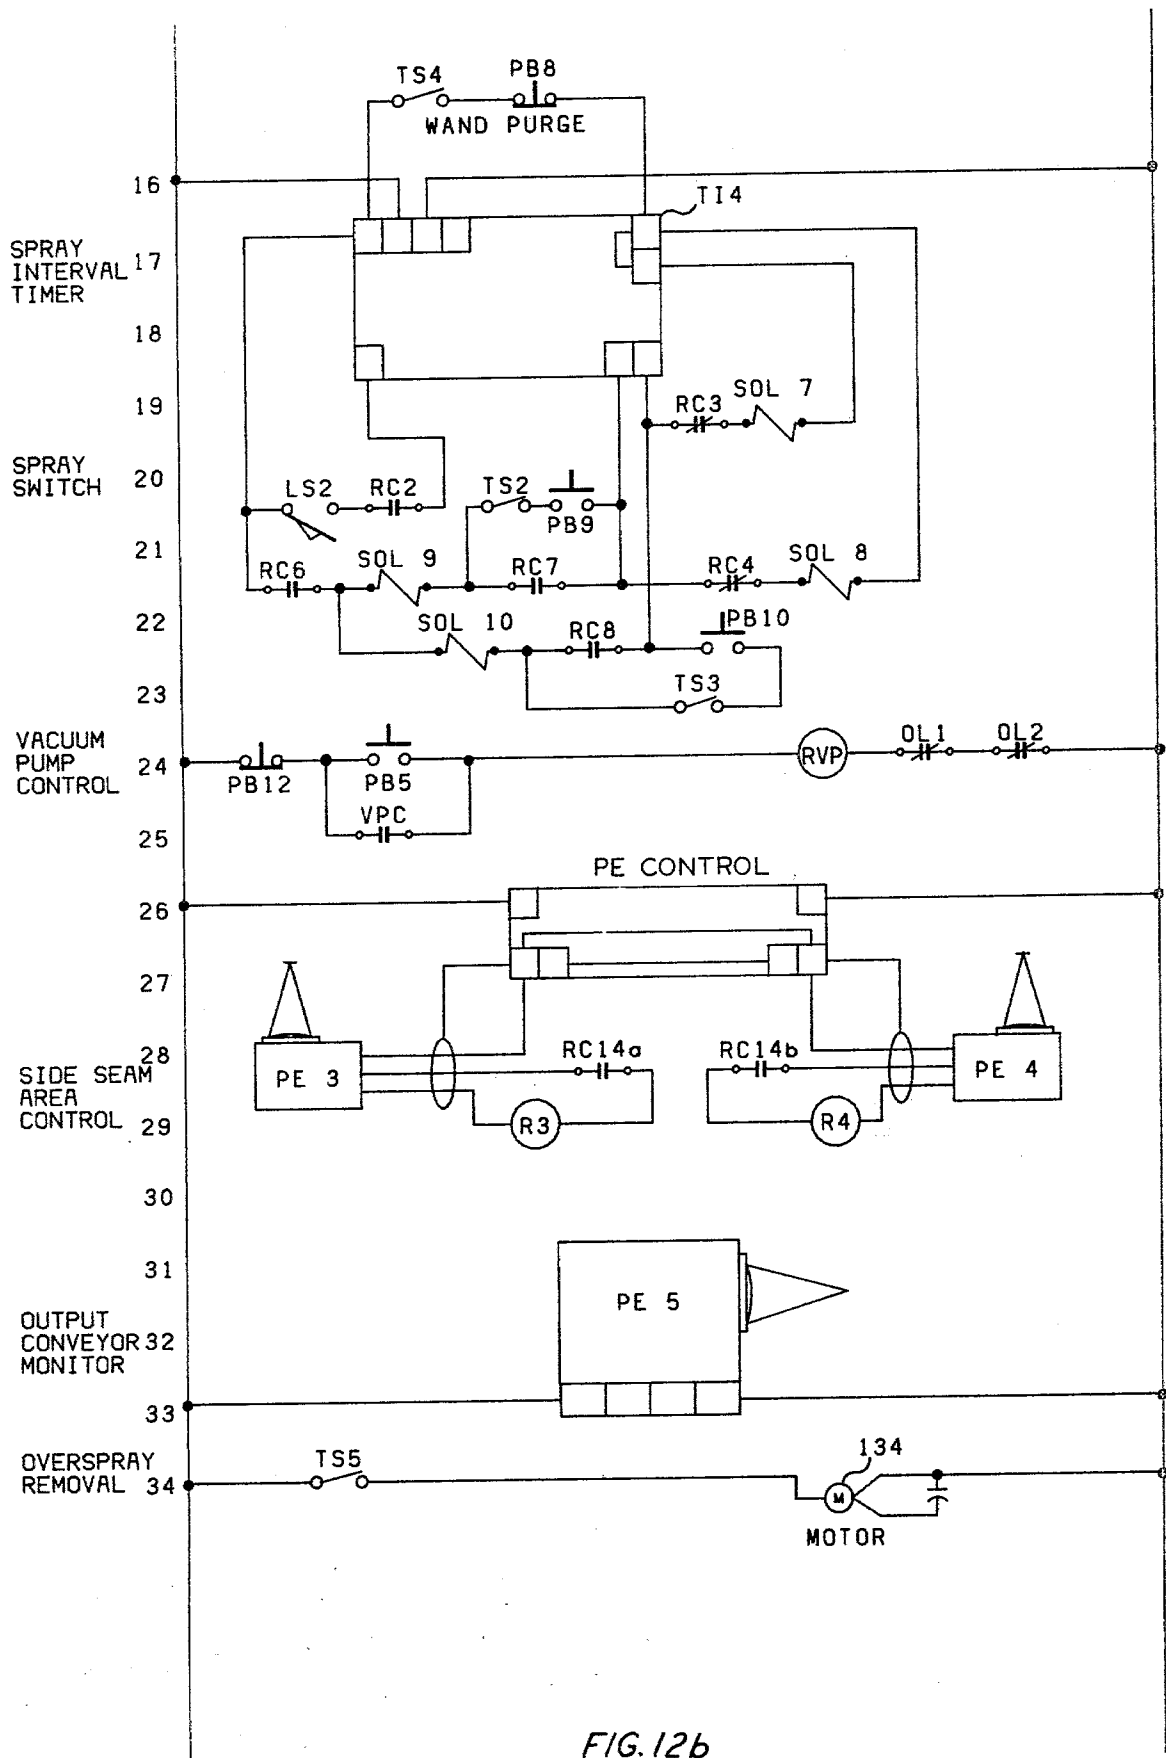 TS4 PB8
WAND PURGE
16
TI4
SPRAY
INTERVAL 17
TIMER
18
19 RC3 SOL 7
SPRAY
SWITCH 20
LS2 RC2 TS2
PB9
21 RC6 SOL 9 RC7 RC4 SOL 8
22 SOL 10 RC8 PB10
23 TS3
VACUUM
PUMP 24
CONTROL
PB12 PB5 RVP OL1 OL2
VPC
25
PE CONTROL
26
27
28 RC14a RC14b
PE 3 PE 4
SIDE SEAM
AREA
CONTROL 29
R3 R4
30
31
PE 5
OUTPUT
CONVEYOR 32
MONITOR
33
OVERSPRAY
REMOVAL 34
TS5 134
M
MOTOR
FIG. 12b